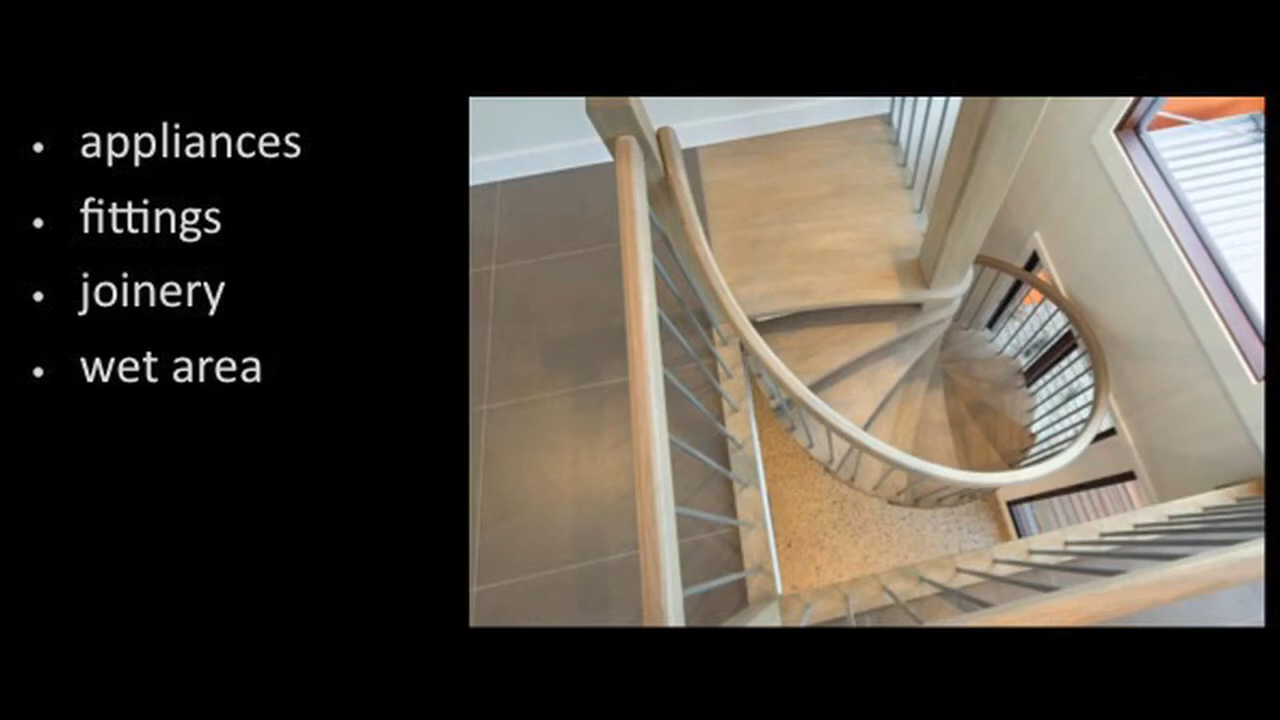 • appliances
• fittings
• joinery
• wet area